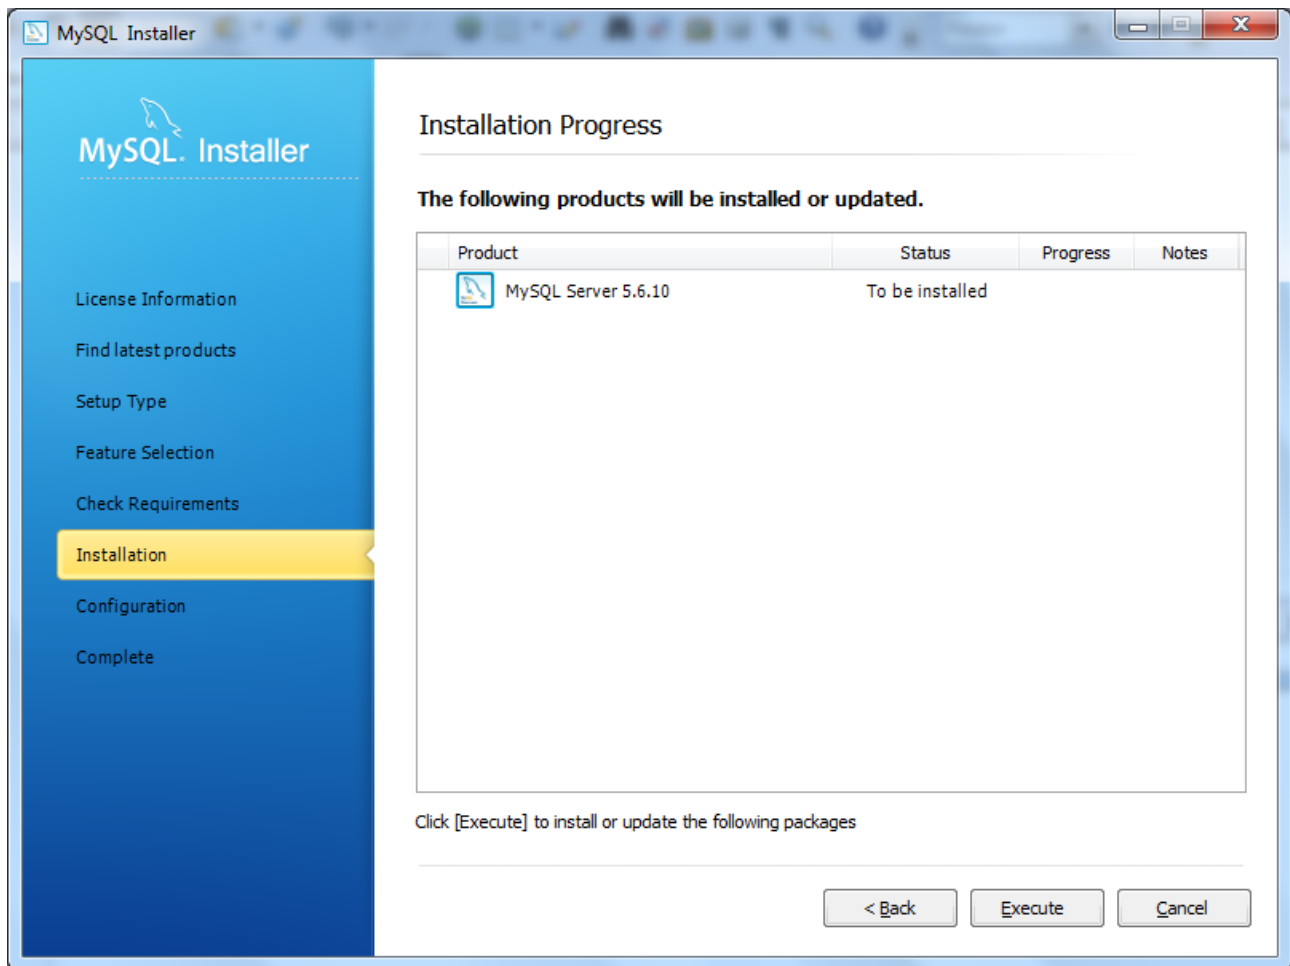 MySQL Installer
MySQL. Installer
License Information
Find latest products
Setup Type
Feature Selection
Check Requirements
Installation
Configuration
Complete
Installation Progress
The following products will be installed or updated.
Product Status Progress Notes
MySQL Server 5.6.10 To be installed
Click [Execute] to install or update the following packages
< Back Execute Cancel